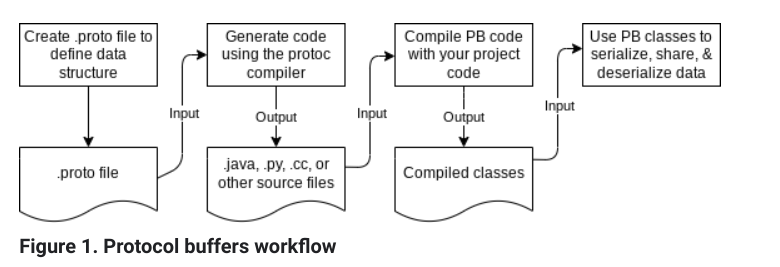 Create .proto file to
define data
structure
Generate code
using the protoc
compiler
Compile PB code
with your project
code
Use PB classes to
serialize, share, &
deserialize data
Input
Output
Input
Output
Input
.proto file
.java, .py, .cc, or
other source files
Compiled classes
Figure 1. Protocol buffers workflow